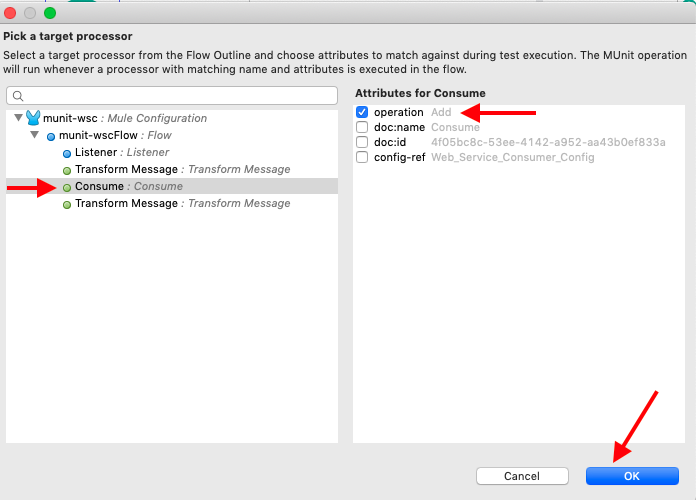 Pick a target processor
Select a target processor from the Flow Outline and choose attributes to match against during test execution. The MUnit operation
will run whenever a processor with matching name and attributes is executed in the flow.
Attributes for Consume
munit-wsc : Mule Configuration
munit-wscFlow : Flow
Listener : Listener
Transform Message : Transform Message
Consume : Consume
Transform Message : Transform Message
operation Add
doc:name Consume
doc:id 4f05bc8c-53ee-4142-a952-aa43b0ef833a
config-ref Web_Service_Consumer_Config
Cancel
OK